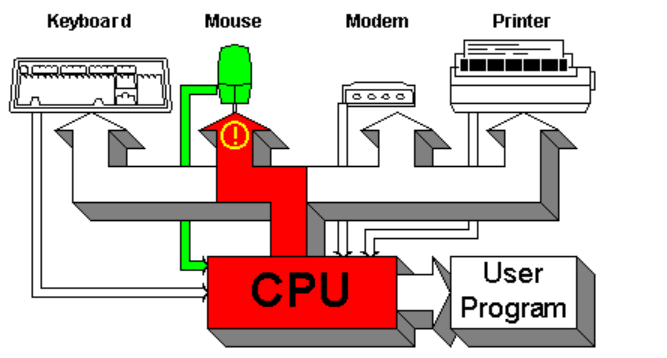 Keyboard Mouse Modem Printer
!
CPU
User
Program